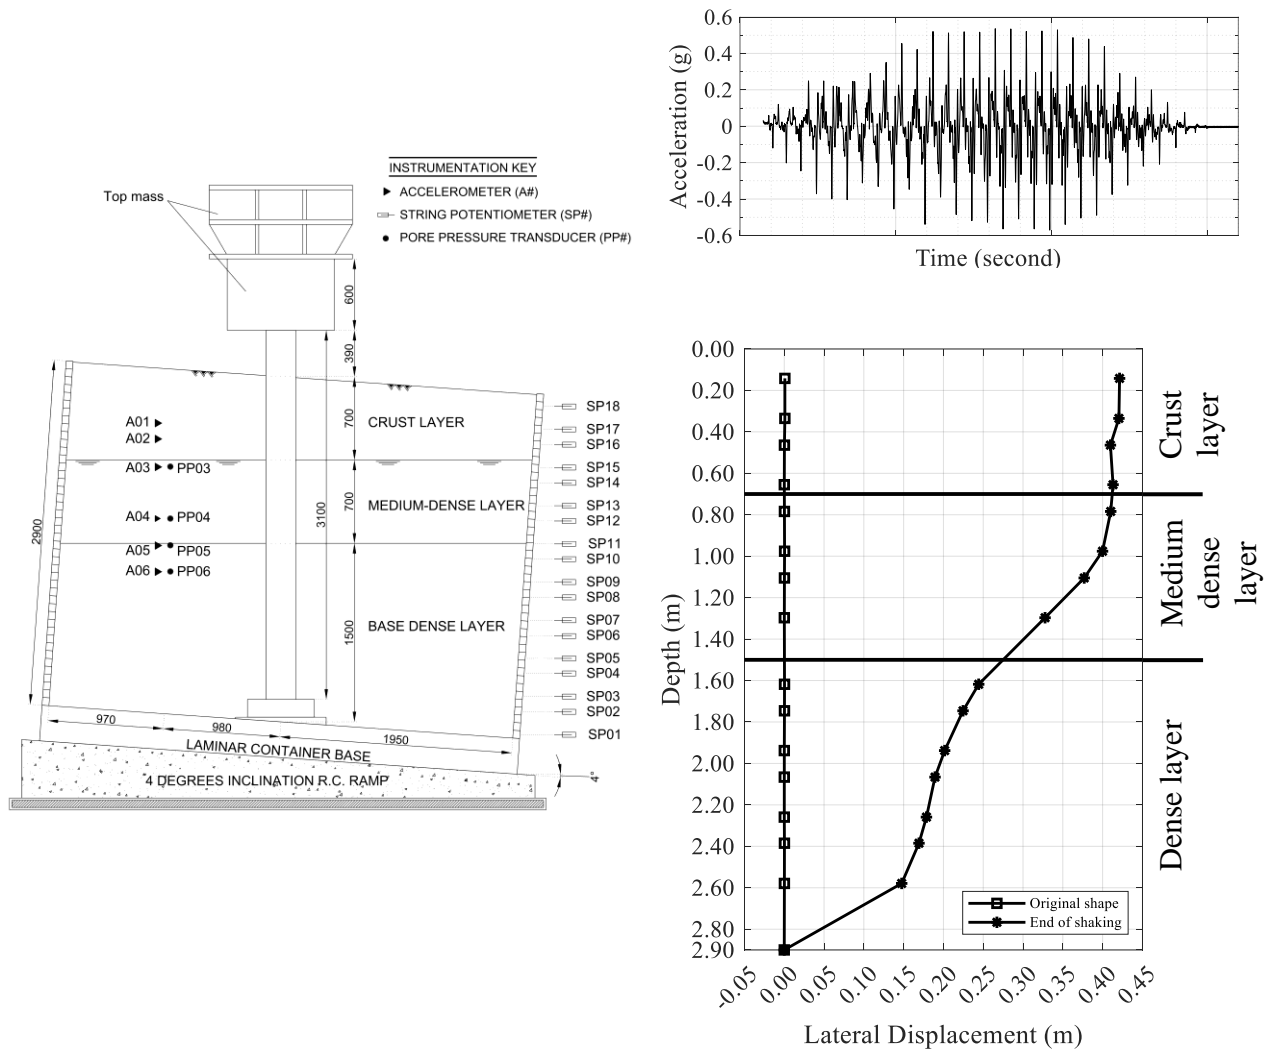 INSTRUMENTATION KEY
ACCELEROMETER (A#)
STRING POTENTIOMETER (SP#)
PORE PRESSURE TRANSDUCER (PP#)
Top mass
600
390
700
CRUST LAYER
700
MEDIUM-DENSE LAYER
3100
1500
BASE DENSE LAYER
2900
A01
A02
A03 PP03
A04 PP04
A05 PP05
A06 PP06
SP18
SP17
SP16
SP15
SP14
SP13
SP12
SP11
SP10
SP09
SP08
SP07
SP06
SP05
SP04
SP03
SP02
SP01
970
980
1950
LAMINAR CONTAINER BASE
4 DEGREES INCLINATION R.C. RAMP
4°
Acceleration (g)
0.6
0.4
0.2
0
-0.2
-0.4
-0.6
Time (second)
Depth (m)
0.00
0.20
0.40
0.60
0.80
1.00
1.20
1.40
1.60
1.80
2.00
2.20
2.40
2.60
2.80
2.90
Crust
layer
Medium
dense
layer
Dense layer
Original shape
End of shaking
-0.05
0.00
0.05
0.10
0.15
0.20
0.25
0.30
0.35
0.40
0.45
Lateral Displacement (m)